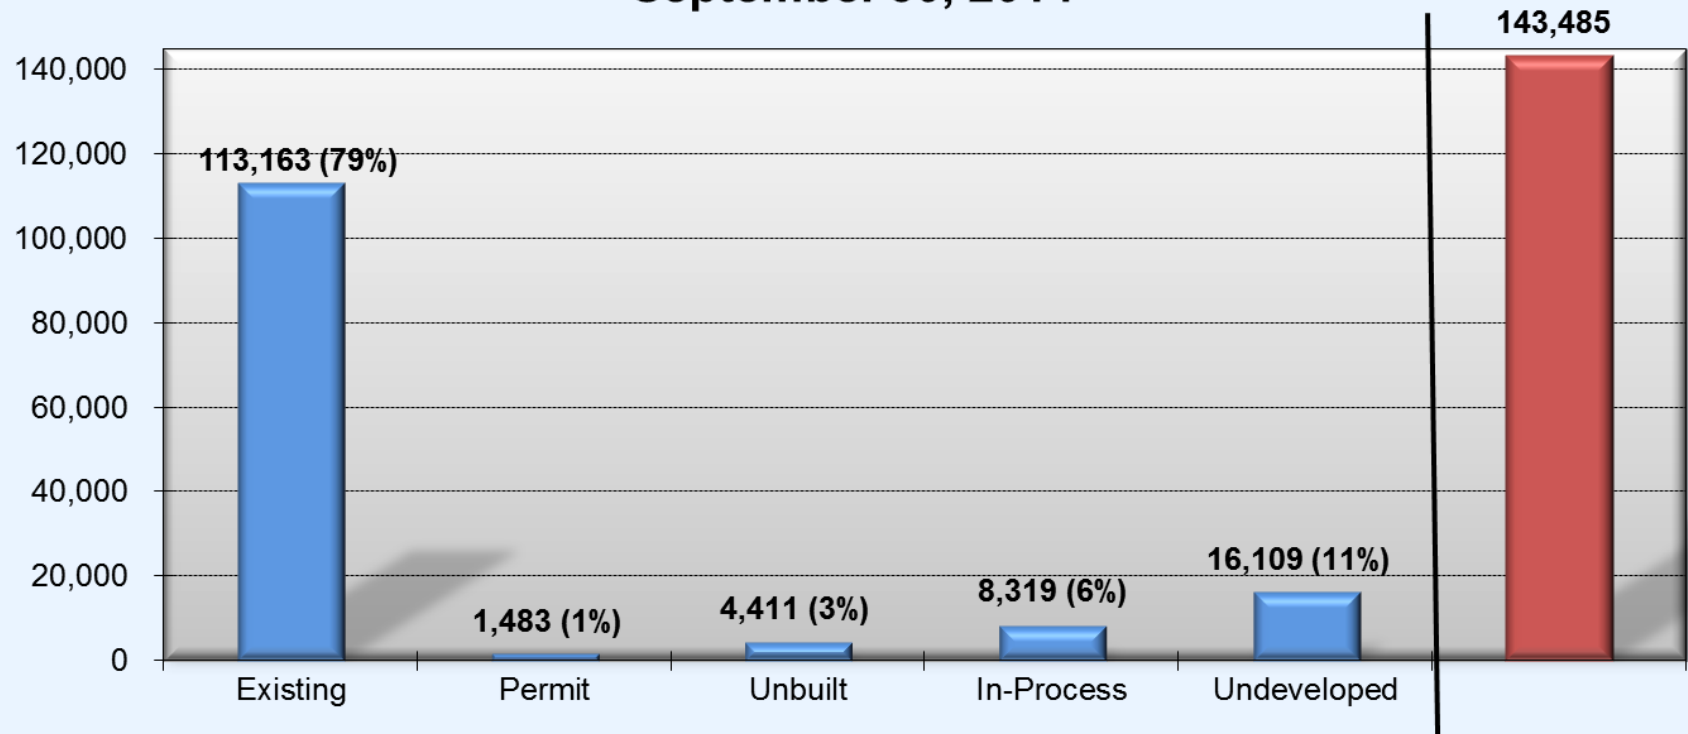 143,485
140,000
120,000
100,000
80,000
60,000
40,000
20,000
0
113,163 (79%)
1,483 (1%)
4,411 (3%)
8,319 (6%)
16,109 (11%)
Existing
Permit
Unbuilt
In-Process
Undeveloped